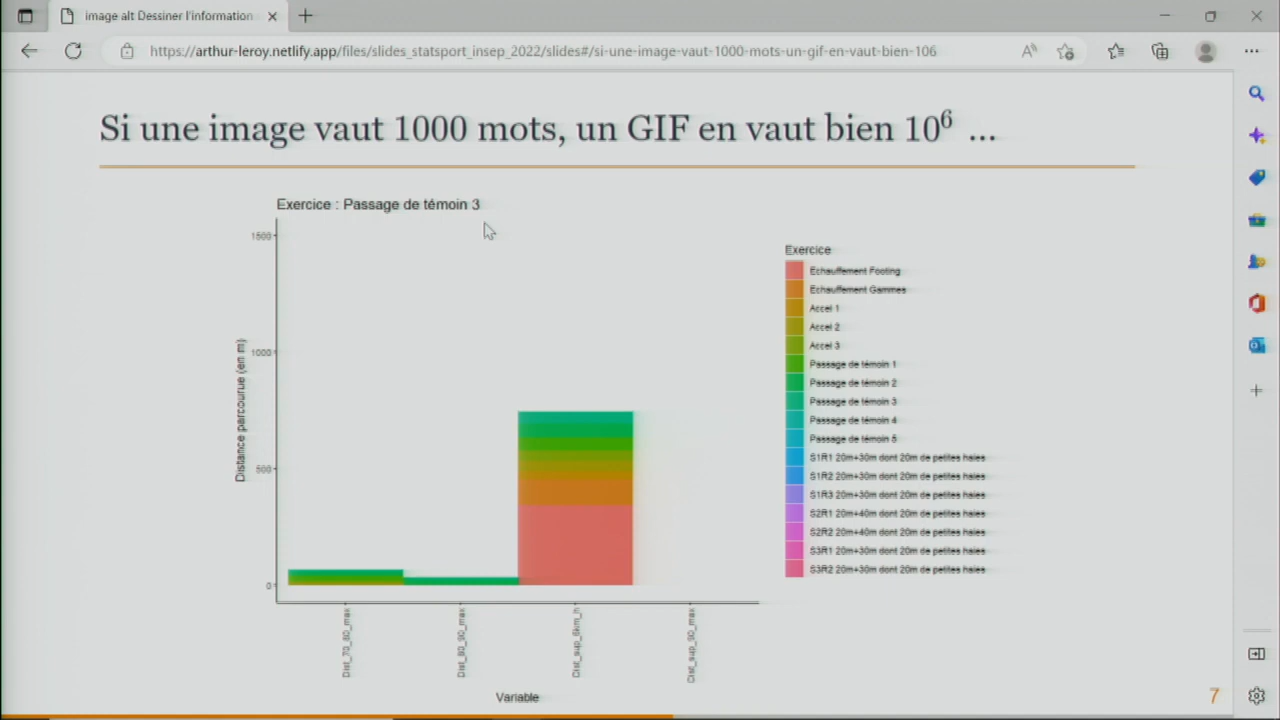 image alt Dessiner l'information
https://arthur-leroy.netlify.app/files/slides_statsport_insep_2022/slides#/si-une-image-vaut-1000-mots-un-gif-en-vaut-bien-106
Si une image vaut 1000 mots, un GIF en vaut bien 10⁶ ...
Exercice : Passage de témoin 3
1500
1000
500
0
Distance parcourue (en m)
Dist_70_80_max
Dist_80_90_max
Dist_sup_6km_h
Dist_sup_90_max
Variable
Exercice
Echauffement Footing
Echauffement Gammes
Accel 1
Accel 2
Accel 3
Passage de témoin 1
Passage de témoin 2
Passage de témoin 3
Passage de témoin 4
Passage de témoin 5
S1R1 20m+30m dont 20m de petites haies
S1R2 20m+30m dont 20m de petites haies
S1R3 20m+30m dont 20m de petites haies
S2R1 20m+40m dont 20m de petites haies
S2R2 20m+40m dont 20m de petites haies
S3R1 20m+30m dont 20m de petites haies
S3R2 20m+30m dont 20m de petites haies
7